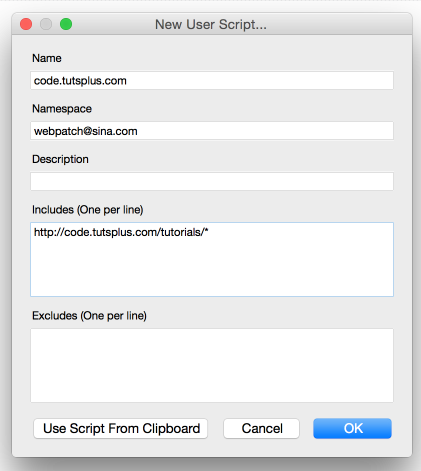 New User Script...
Name
code.tutsplus.com
Namespace
webpatch@sina.com
Description
Includes (One per line)
http://code.tutsplus.com/tutorials/*
Excludes (One per line)
Use Script From Clipboard
Cancel
OK